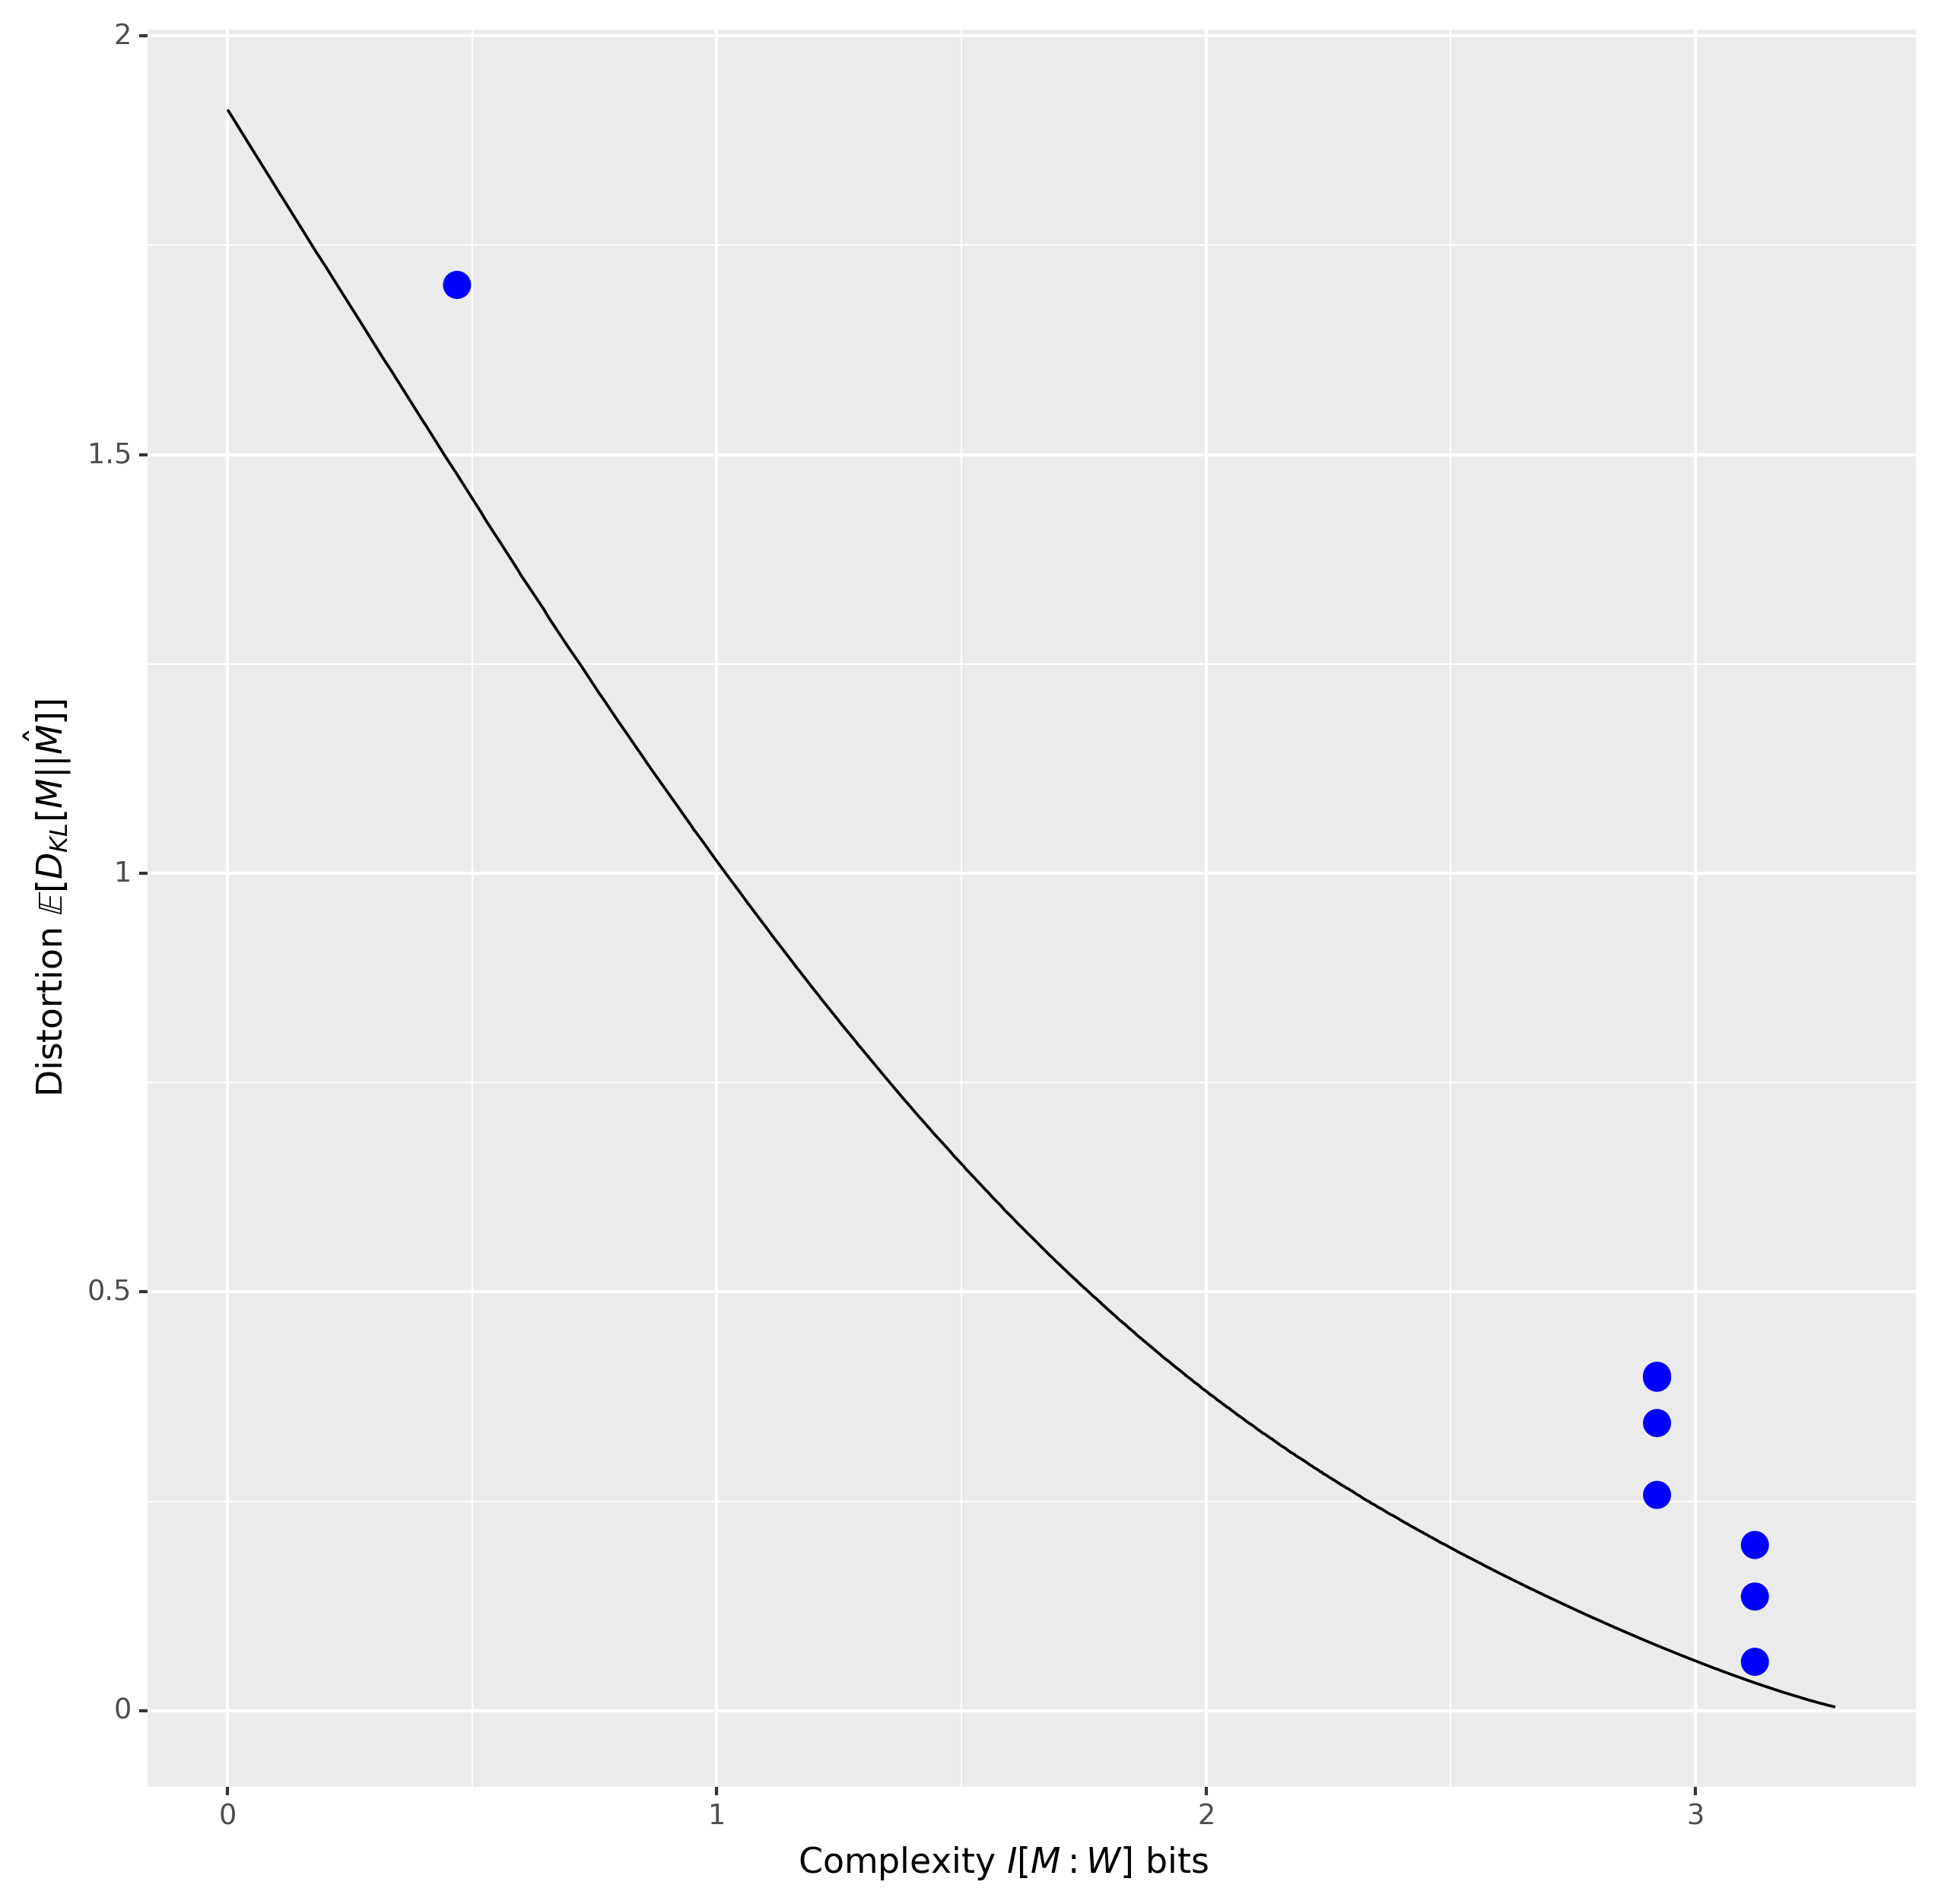 2
1.5
1
0.5
0
Distortion 𝔼[D_KL[M||M̂]]
0 1 2 3
Complexity I[M : W] bits